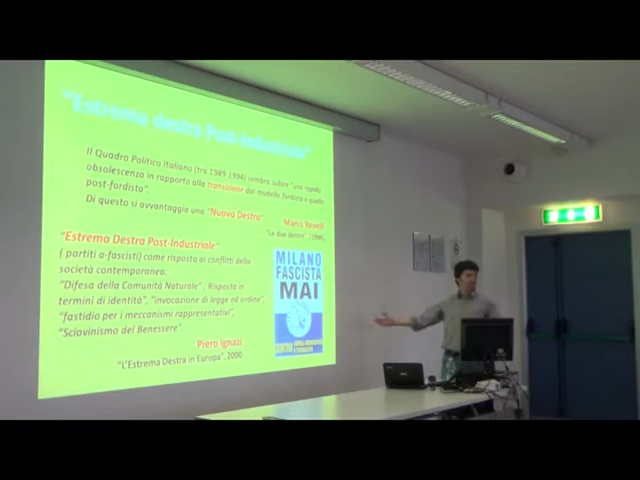 "Estrema destra Post-Industriale"
Il Quadro Politico Italiano (tra 1989-1994) sembra subire "una rapida
obsolescenza in rapporto alla transizione dal modello fordista a quello
post-fordista".
Di questo si avvantaggia una "Nuova Destra".
Marco Revelli
"Le due destre", (1996)
"Estrema Destra Post-Industriale"
( partiti a-fascisti) come risposta ai conflitti della
società contemporanea.
"Difesa della Comunità Naturale", Risposta in
termini di identità", "invocazione di legge ed ordine",
"fastidio per i meccanismi rappresentativi",
"Sciovinismo del Benessere".
Piero Ignazi
"L'Estrema Destra in Europa", 2000
MILANO
FASCISTA
MAI